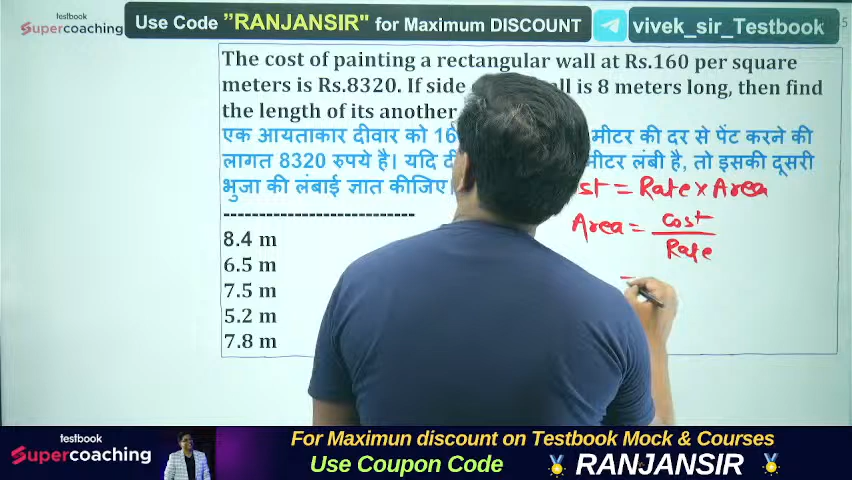 testbook
Supercoaching
Use Code "RANJANSIR" for Maximum DISCOUNT
vivek_sir_Testbook
The cost of painting a rectangular wall at Rs.160 per square
meters is Rs.8320. If side is 8 meters long, then find
the length of its another
एक आयताकार दीवार को मीटर की दर से पेंट करने की
लागत 8320 रुपये है। यदि लंबी है, तो इसकी दूसरी
भुजा की लंबाई ज्ञात कीजिए
Cost = Rate × Area
Area = Cost
Rate
=
8.4 m
6.5 m
7.5 m
5.2 m
7.8 m
testbook
Supercoaching
For Maximun discount on Testbook Mock & Courses
Use Coupon Code RANJANSIR